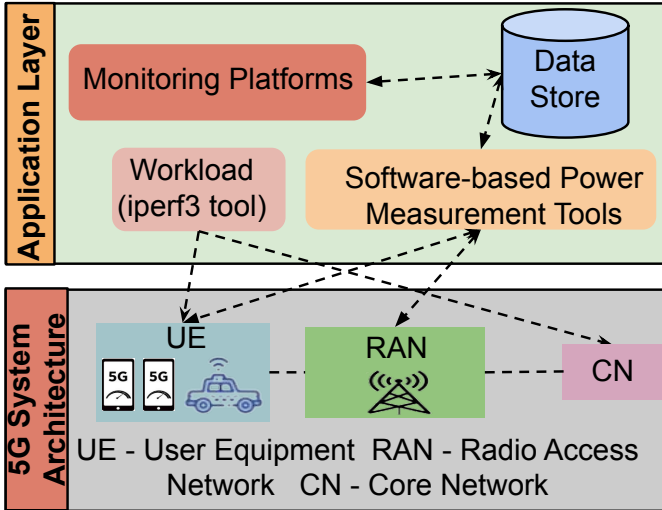 Application Layer
Monitoring Platforms
Data
Store
Workload
(iperf3 tool)
Software-based Power
Measurement Tools
5G System
Architecture
UE
5G
5G
RAN
CN
UE - User Equipment RAN - Radio Access
Network CN - Core Network